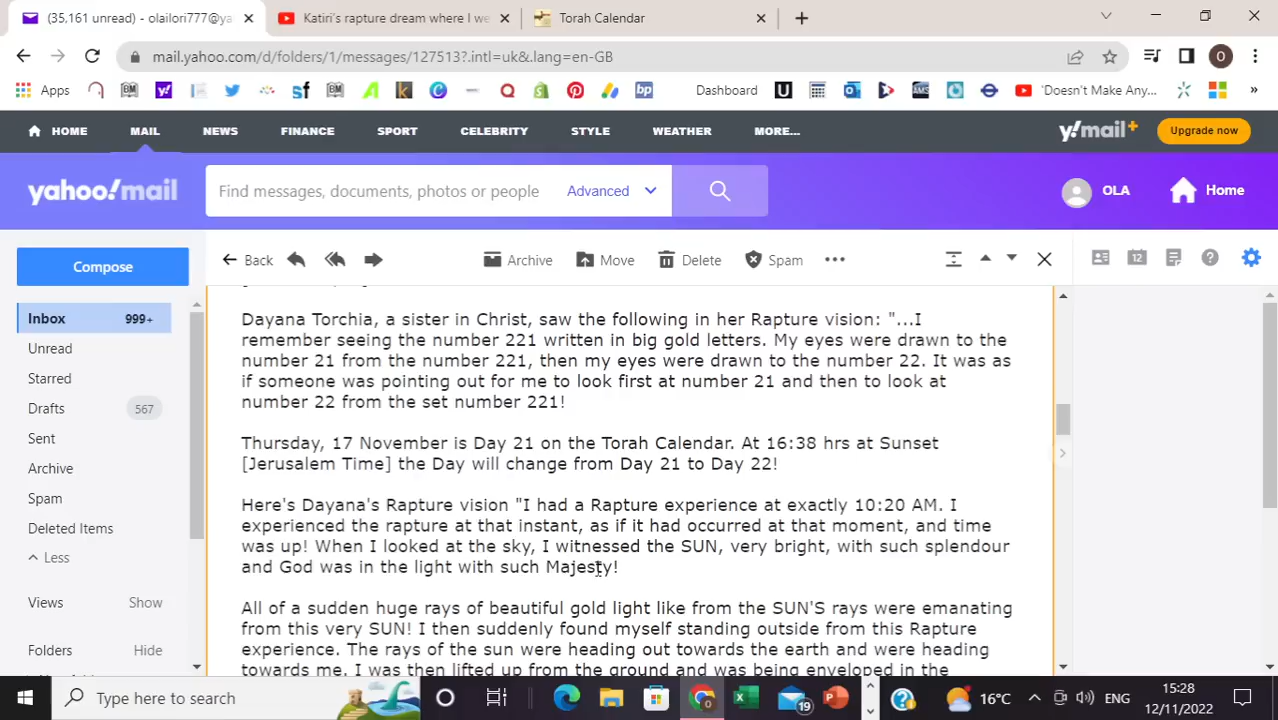 (35,161 unread) - olailori777@ya
Katiri's rapture dream where I we
Torah Calendar
mail.yahoo.com/d/folders/1/messages/127513?.intl=uk&.lang=en-GB
O
Apps
BM
BM
BM
bp
Dashboard
'Doesn't Make Any...
HOME
MAIL
NEWS
FINANCE
SPORT
CELEBRITY
STYLE
WEATHER
MORE...
y!mail+
Upgrade now
yahoo!mail
Find messages, documents, photos or people
Advanced
OLA
Home
Compose
Back
Archive
Move
Delete
Spam
12
Inbox
999+
Unread
Starred
Drafts
567
Sent
Archive
Spam
Deleted Items
Less
Views
Show
Folders
Hide
Dayana Torchia, a sister in Christ, saw the following in her Rapture vision: "...I
remember seeing the number 221 written in big gold letters. My eyes were drawn to the
number 21 from the number 221, then my eyes were drawn to the number 22. It was as
if someone was pointing out for me to look first at number 21 and then to look at
number 22 from the set number 221!
Thursday, 17 November is Day 21 on the Torah Calendar. At 16:38 hrs at Sunset
[Jerusalem Time] the Day will change from Day 21 to Day 22!
Here's Dayana's Rapture vision "I had a Rapture experience at exactly 10:20 AM. I
experienced the rapture at that instant, as if it had occurred at that moment, and time
was up! When I looked at the sky, I witnessed the SUN, very bright, with such splendour
and God was in the light with such Majesty!
All of a sudden huge rays of beautiful gold light like from the SUN'S rays were emanating
from this very SUN! I then suddenly found myself standing outside from this Rapture
experience. The rays of the sun were heading out towards the earth and were heading
towards me. I was then lifted up from the ground and was being enveloped in the
Type here to search
19
16°C
ENG
15:28
12/11/2022